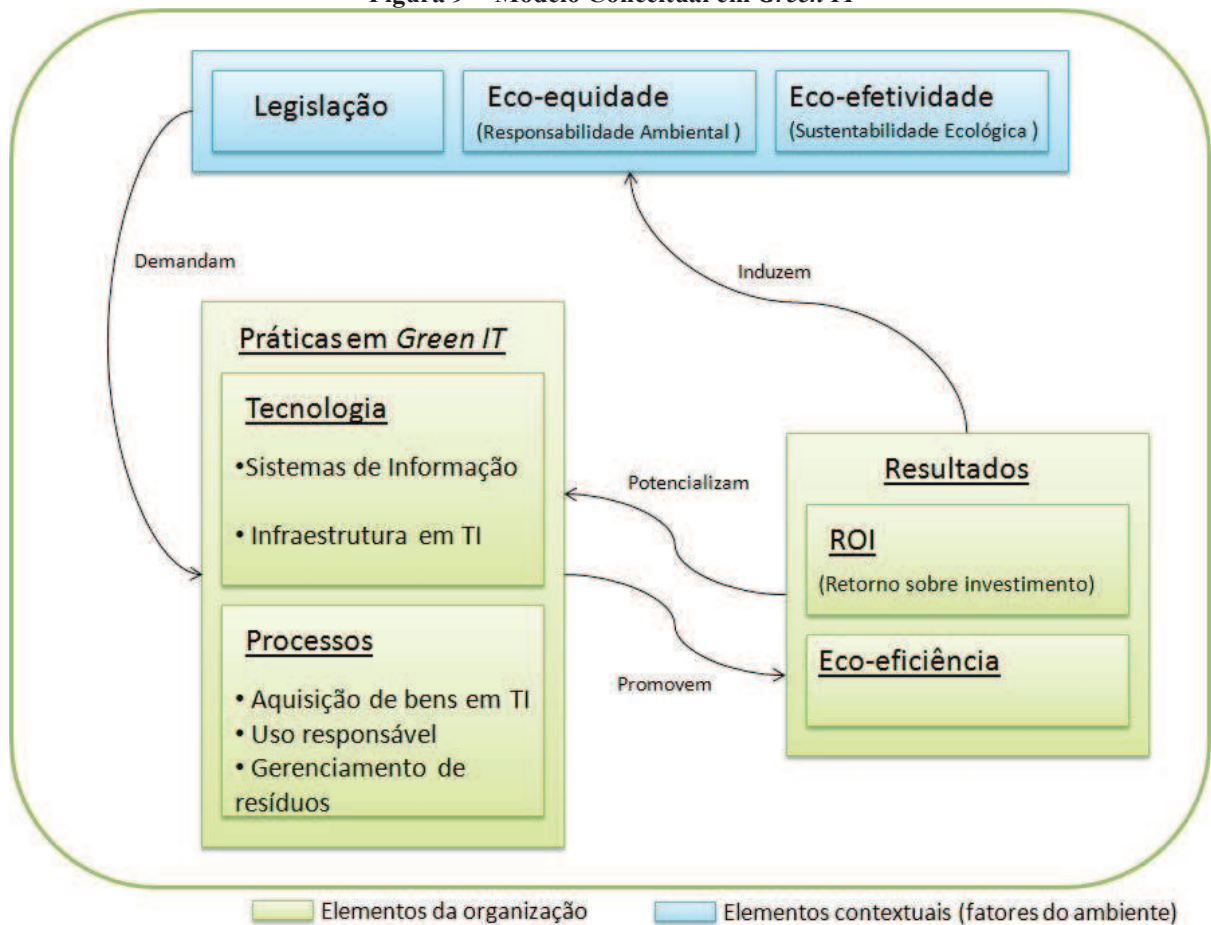 Figura 9 – Modelo Conceitual em Green IT
Legislação
Eco-equidade
(Responsabilidade Ambiental )
Eco-efetividade
(Sustentabilidade Ecológica )
Demandam
Induzem
Práticas em Green IT
Tecnologia
•Sistemas de Informação
• Infraestrutura em TI
Processos
• Aquisição de bens em TI
• Uso responsável
• Gerenciamento de
resíduos
Potencializam
Promovem
Resultados
ROI
(Retorno sobre investimento)
Eco-eficiência
Elementos da organização
Elementos contextuais (fatores do ambiente)